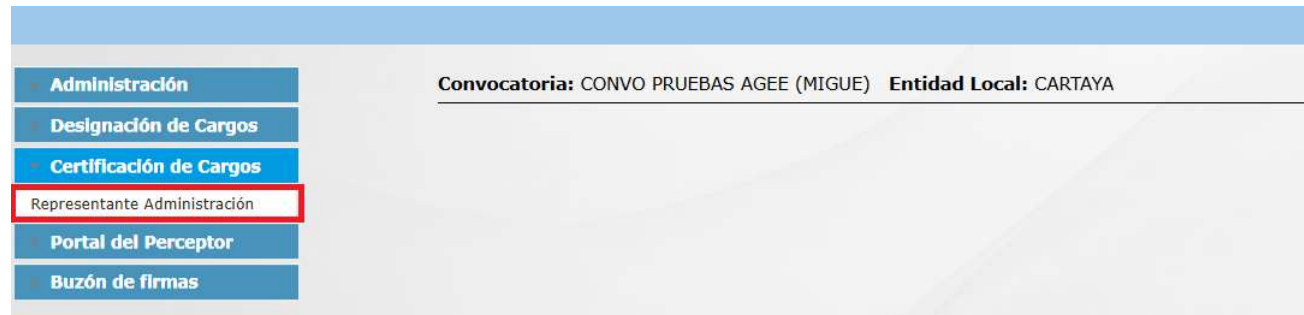 Administración
Convocatoria: CONVO PRUEBAS AGEE (MIGUE) Entidad Local: CARTAYA
Designación de Cargos
Certificación de Cargos
Representante Administración
Portal del Perceptor
Buzón de firmas